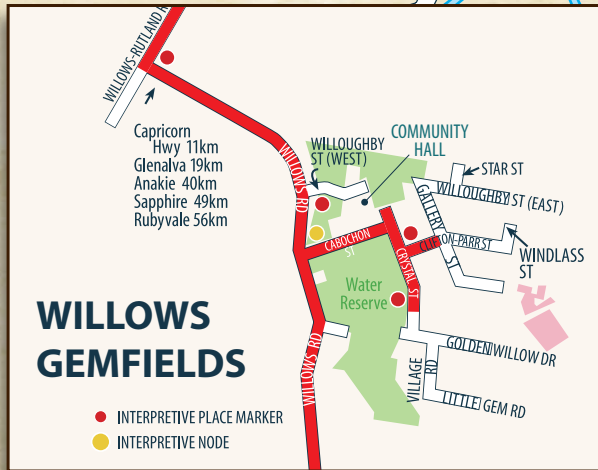 WILLOWS-RUTLAND R
Capricorn
Hwy 11km
Glenalva 19km
Anakie 40km
Sapphire 49km
Rubyvale 56km
WILLOWS RD
WILLOUGHBY
ST (WEST)
COMMUNITY
HALL
STAR ST
WILLOUGHBY ST (EAST)
GALLERY ST
CABOCHON
ST
CLIFTON-PARR ST
WINDLASS
ST
CRYSTAL ST
Water
Reserve
WILLOWS
GEMFIELDS
WILLOWS RD
VILLAGE RD
GOLDEN WILLOW DR
LITTLE GEM RD
INTERPRETIVE PLACE MARKER
INTERPRETIVE NODE